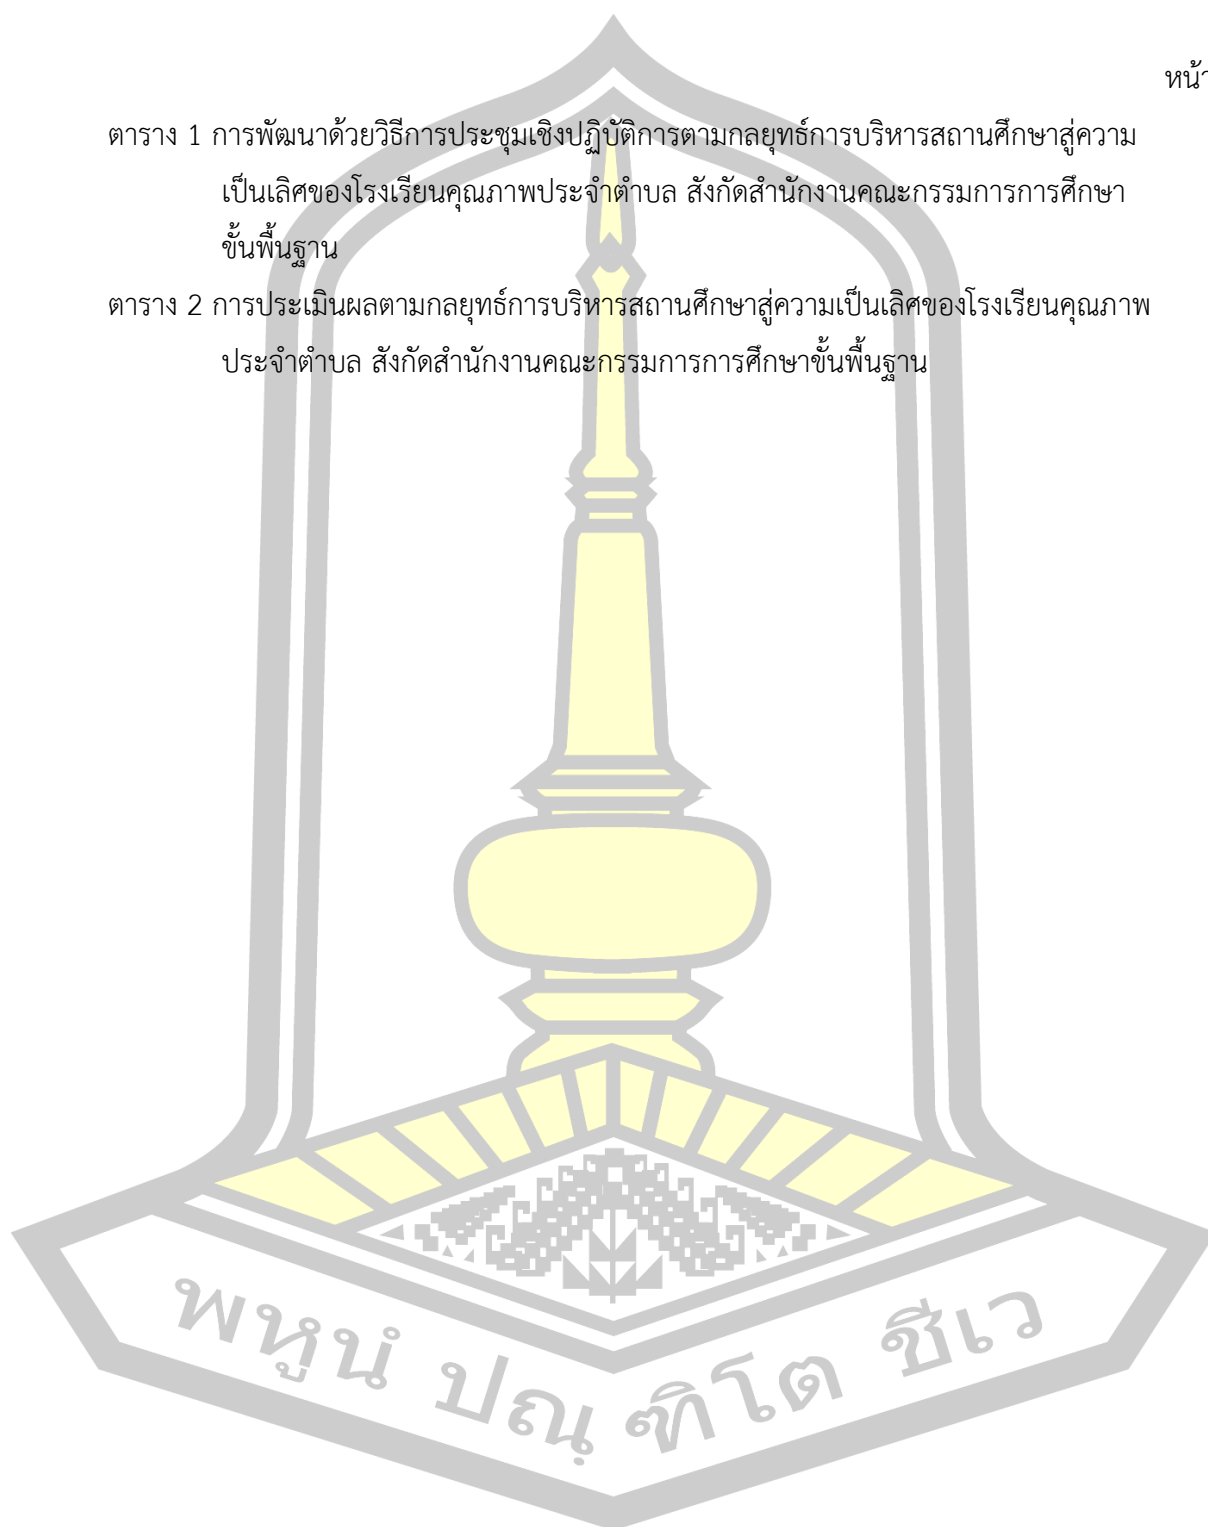 หน้า
ตาราง 1 การพัฒนาด้วยวิธีการประชุมเชิงปฏิบัติการตามกลยุทธ์การบริหารสถานศึกษาสู่ความ
เป็นเลิศของโรงเรียนคุณภาพประจำตำบล สังกัดสำนักงานคณะกรรมการการศึกษา
ขั้นพื้นฐาน
ตาราง 2 การประเมินผลตามกลยุทธ์การบริหารสถานศึกษาสู่ความเป็นเลิศของโรงเรียนคุณภาพ
ประจำตำบล สังกัดสำนักงานคณะกรรมการการศึกษาขั้นพื้นฐาน
พหูนํ ปณฺ ฑิโต ชีเว